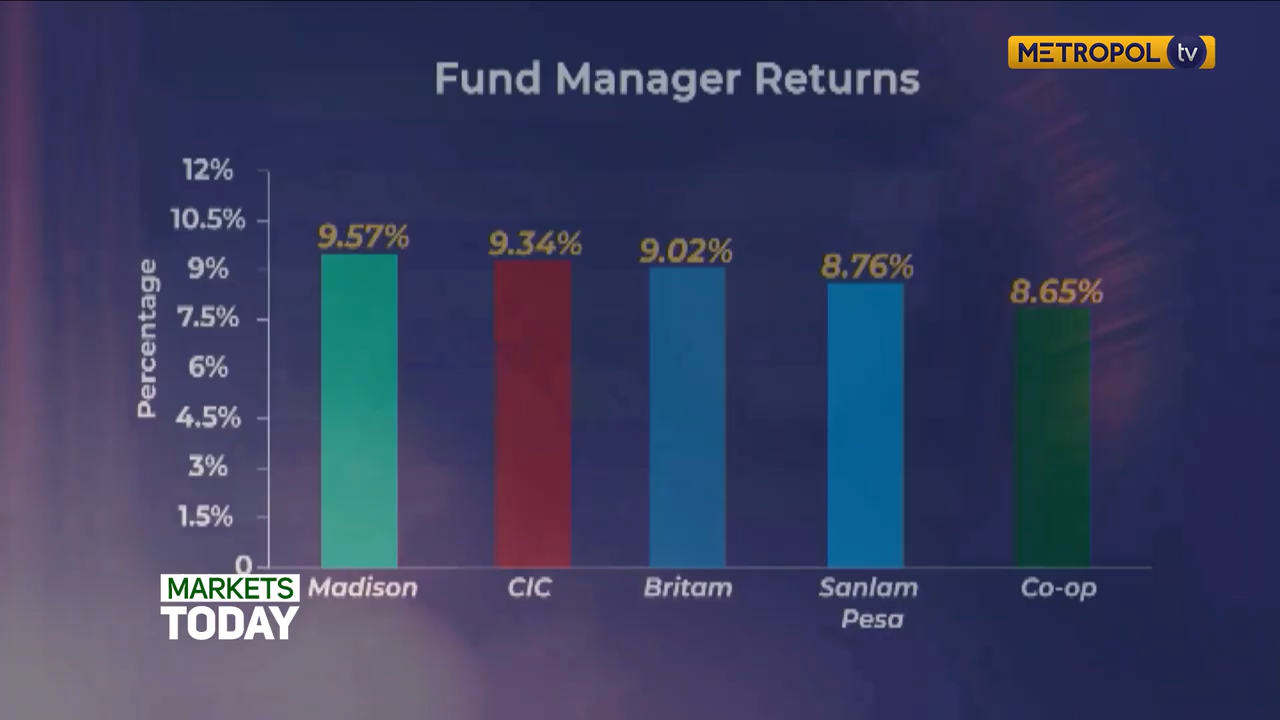 METROPOL tv
Fund Manager Returns
Percentage
12%
10.5%
9%
7.5%
6%
4.5%
3%
1.5%
0
9.57%
9.34%
9.02%
8.76%
8.65%
Madison
CIC
Britam
Sanlam
Pesa
Co-op
MARKETS
TODAY